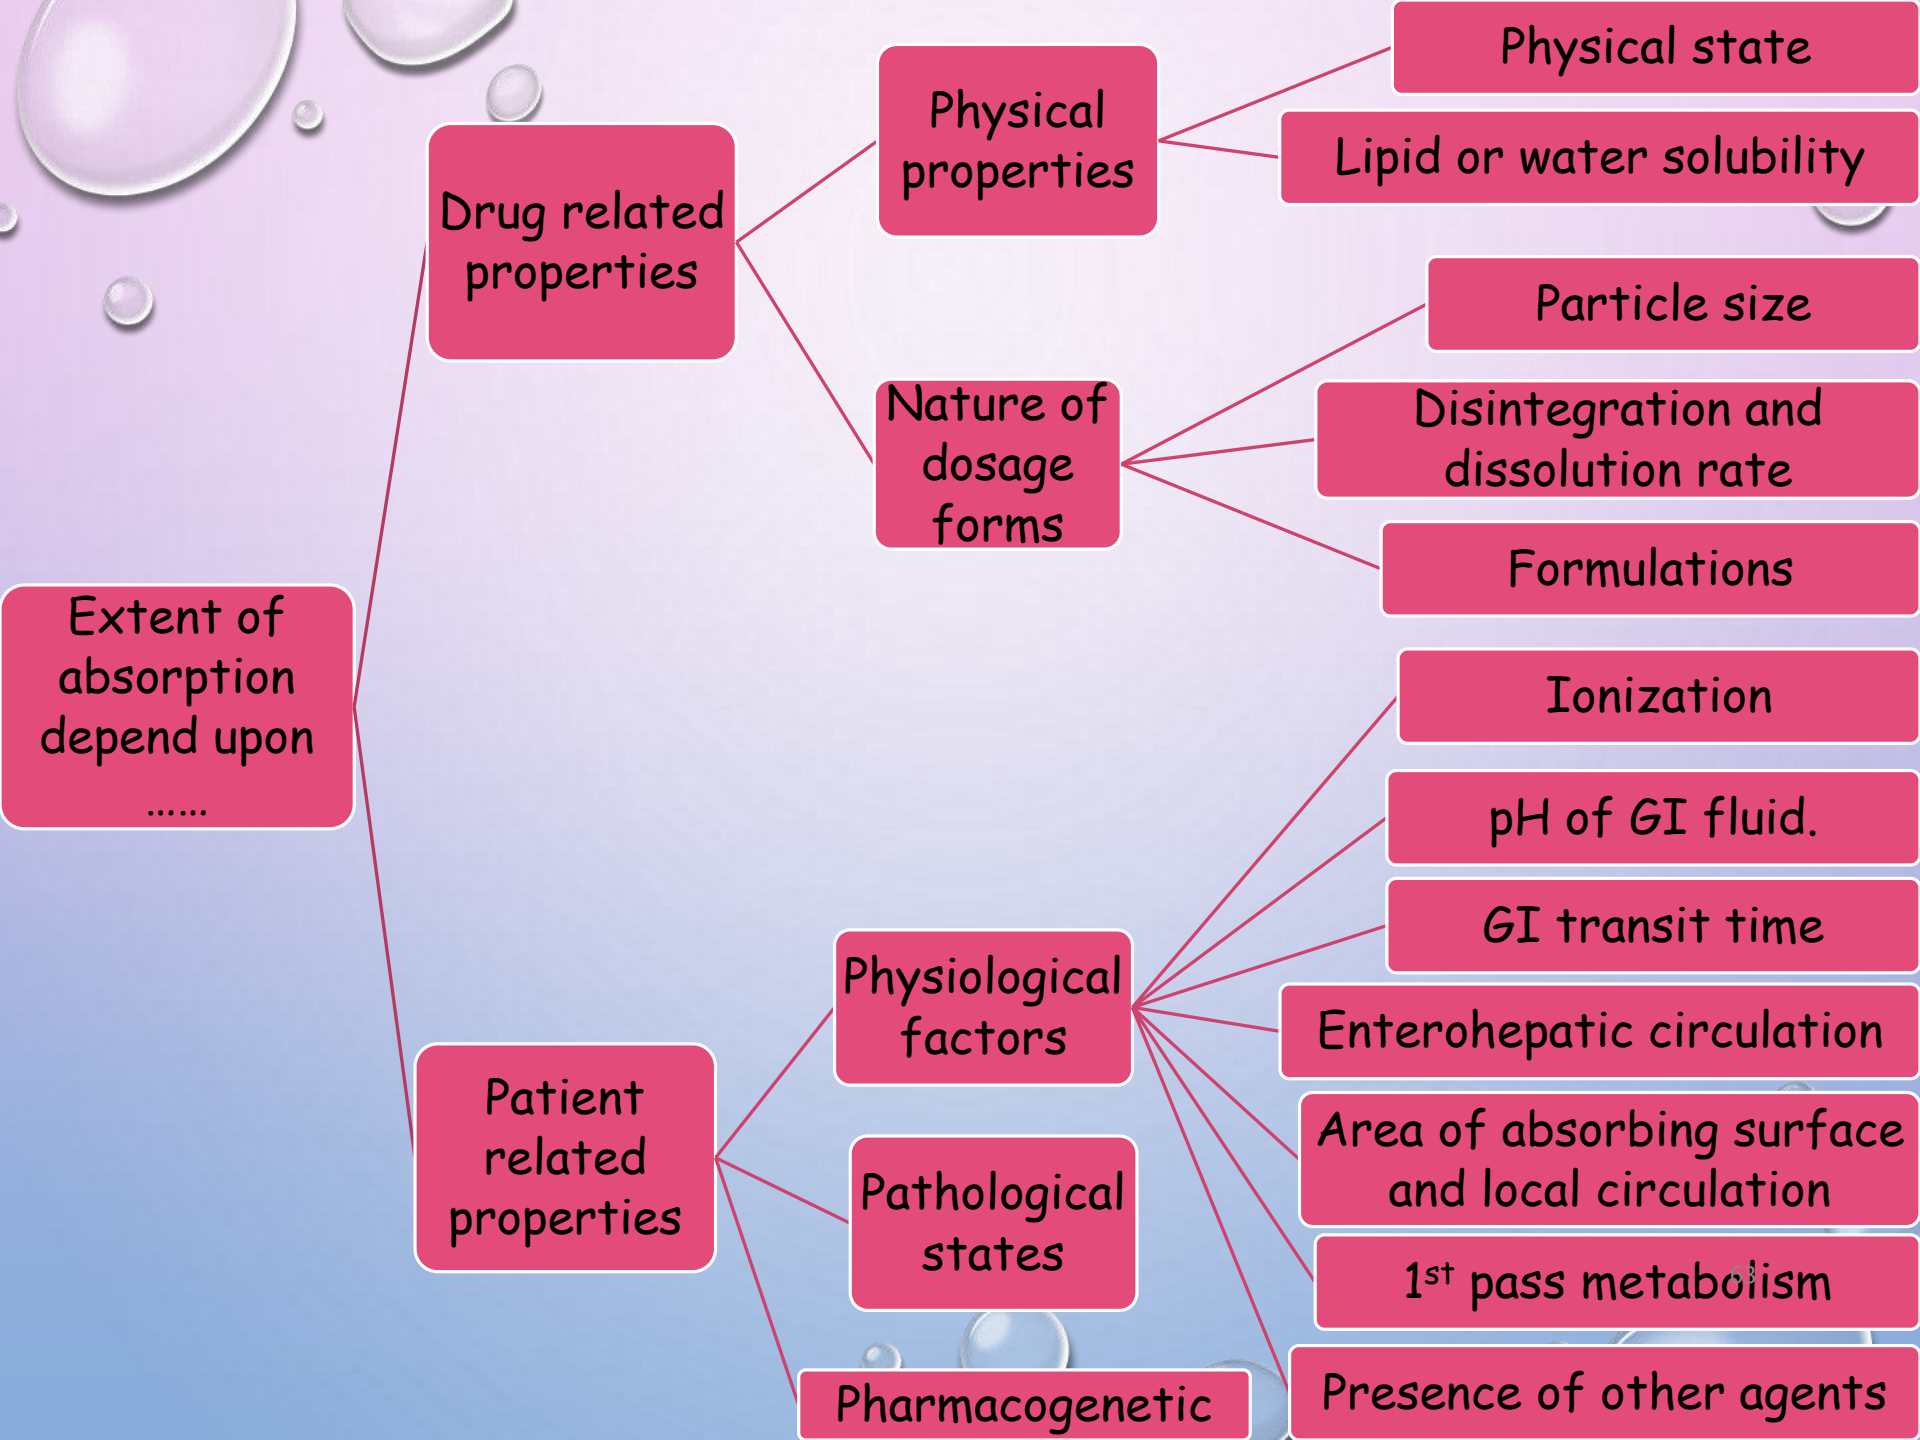 Extent of
absorption
depend upon
……
Drug related
properties
Physical
properties
Physical state
Lipid or water solubility
Nature of
dosage
forms
Particle size
Disintegration and
dissolution rate
Formulations
Patient
related
properties
Physiological
factors
Ionization
pH of GI fluid.
GI transit time
Enterohepatic circulation
Area of absorbing surface
and local circulation
1st pass metabolism
63
Presence of other agents
Pathological
states
Pharmacogenetic